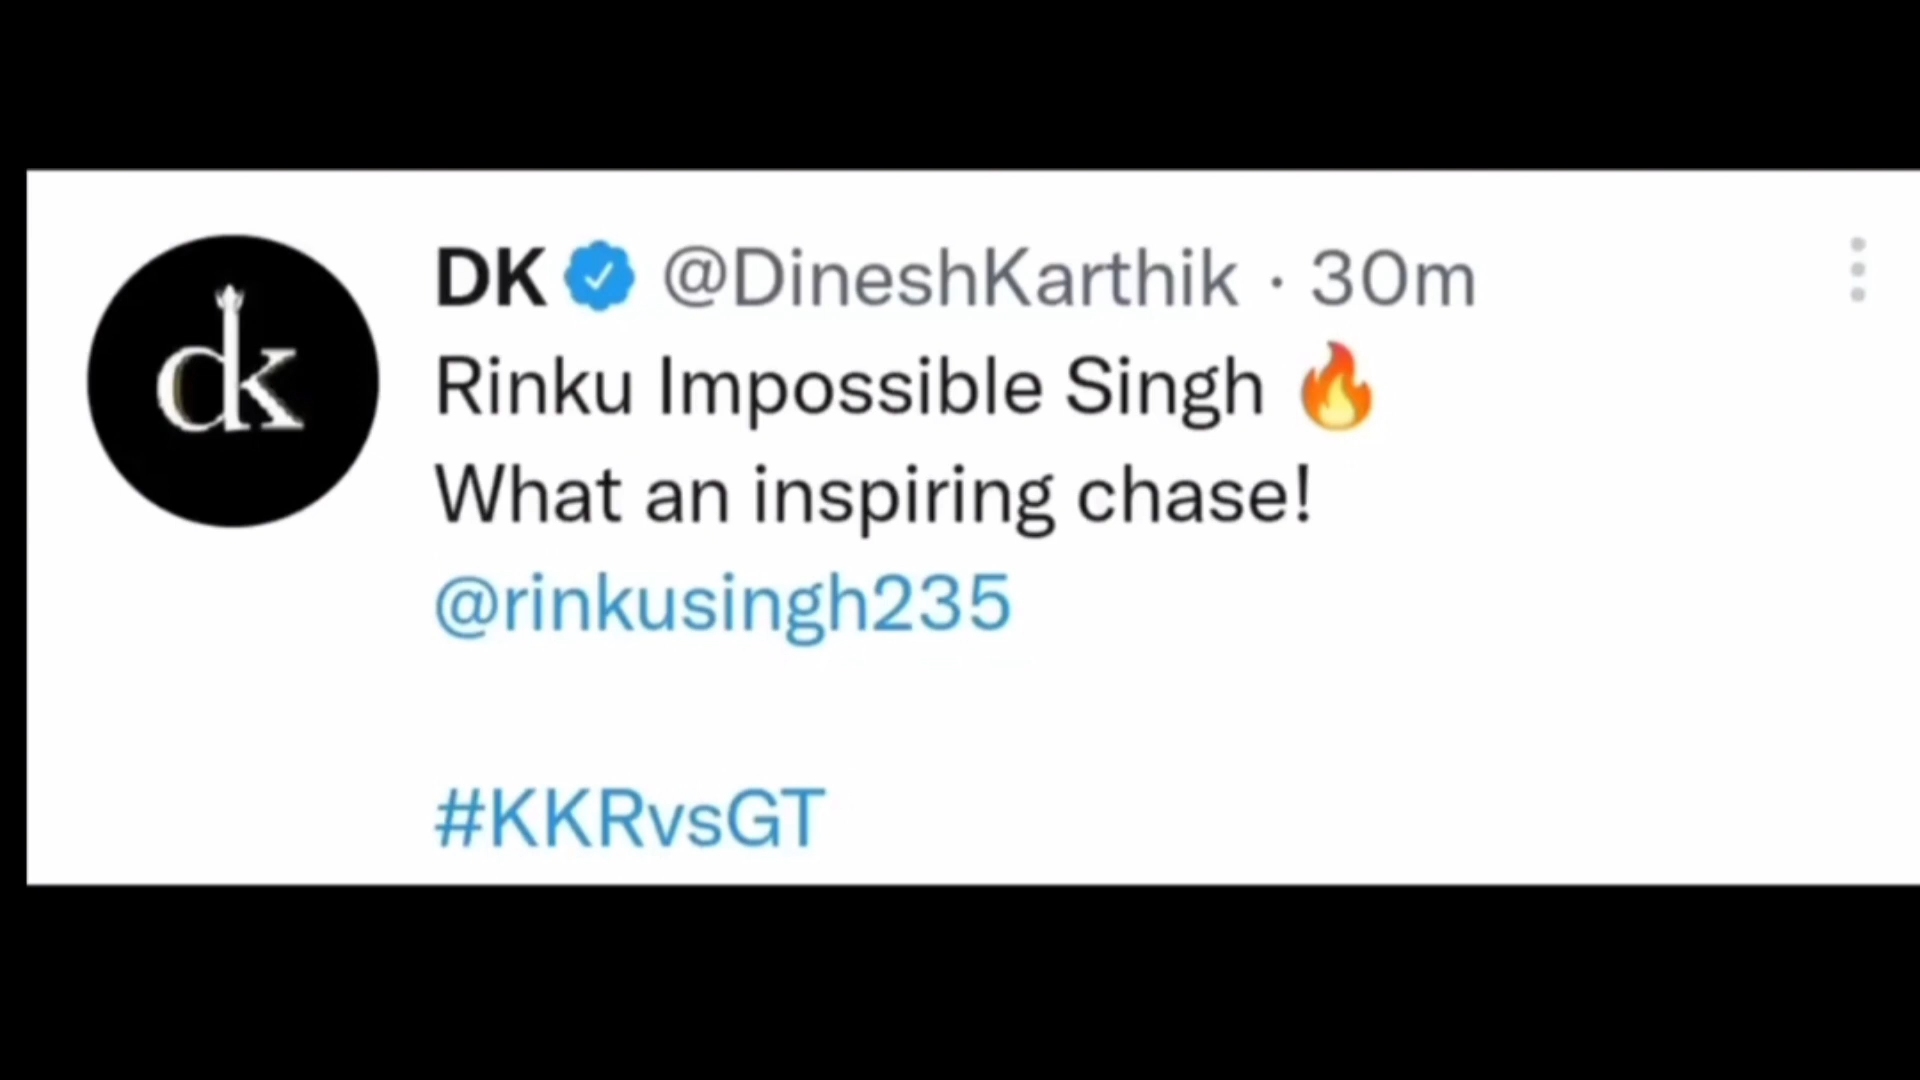 dk
DK @DineshKarthik · 30m
Rinku Impossible Singh 🔥
What an inspiring chase!
@rinkusingh235
#KKRvsGT